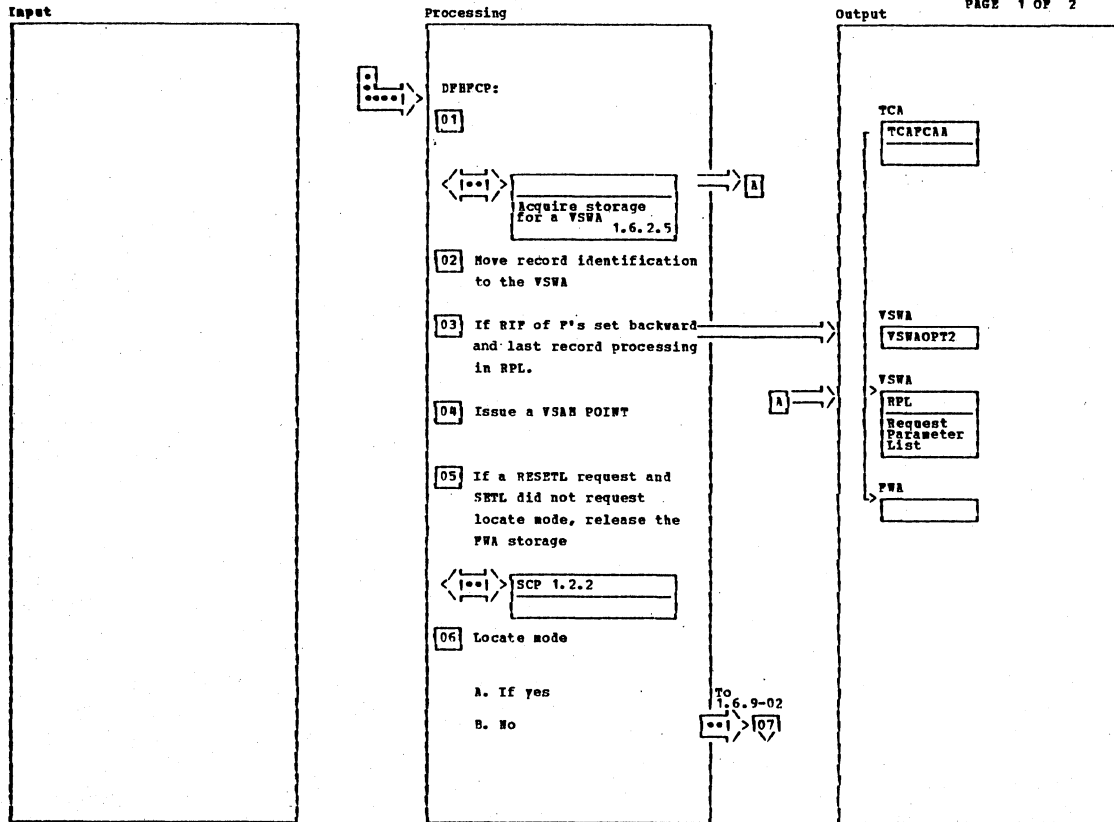 PAGE 1 OF 2
Input
Processing
Output
DFHFCP:
01
Acquire storage
for a VSWA
1.6.2.5
A
02 Move record identification
to the VSWA
03 If RIF of F's set backward
and last record processing
in RPL.
04 Issue a VSAM POINT
05 If a RESETL request and
SETL did not request
locate mode, release the
FWA storage
SCP 1.2.2
06 Locate mode
A. If yes
B. No
To
1.6.9-02
07
TCA
TCAFCAA
VSWA
VSWAOPT2
A
VSWA
RPL
Request
Parameter
List
FWA